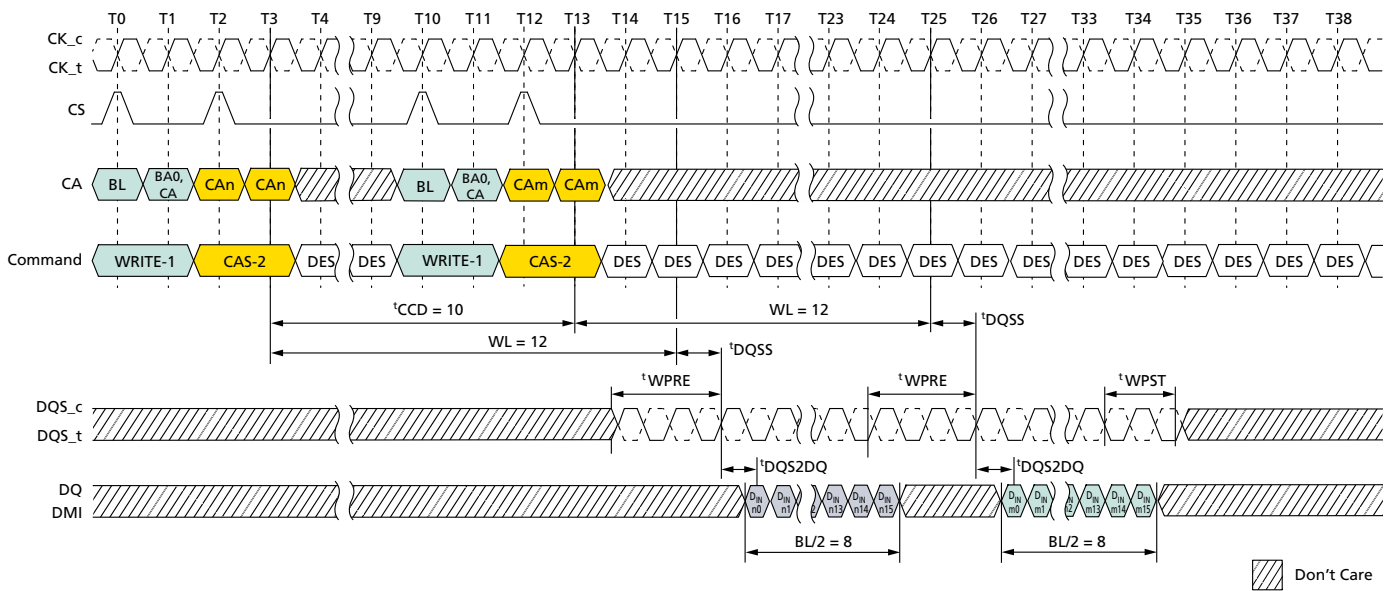 T0 T1 T2 T3 T4 T9 T10 T11 T12 T13 T14 T15 T16 T17 T23 T24 T25 T26 T27 T33 T34 T35 T36 T37 T38
CK_c
CK_t
CS
CA BL BA0, CA CAn CAn BL BA0, CA CAm CAm
Command WRITE-1 CAS-2 DES DES WRITE-1 CAS-2 DES DES DES DES DES DES DES DES DES DES DES DES DES DES DES
tCCD = 10 WL = 12 tDQSS
WL = 12 tDQSS
tWPRE tWPRE tWPST
DQS_c
DQS_t
tDQS2DQ tDQS2DQ
DQ
DMI
DIN n0 DIN n1 DIN n13 DIN n14 DIN n15 DIN m0 DIN m1 DIN m13 DIN m14 DIN m15
BL/2 = 8 BL/2 = 8
Don't Care